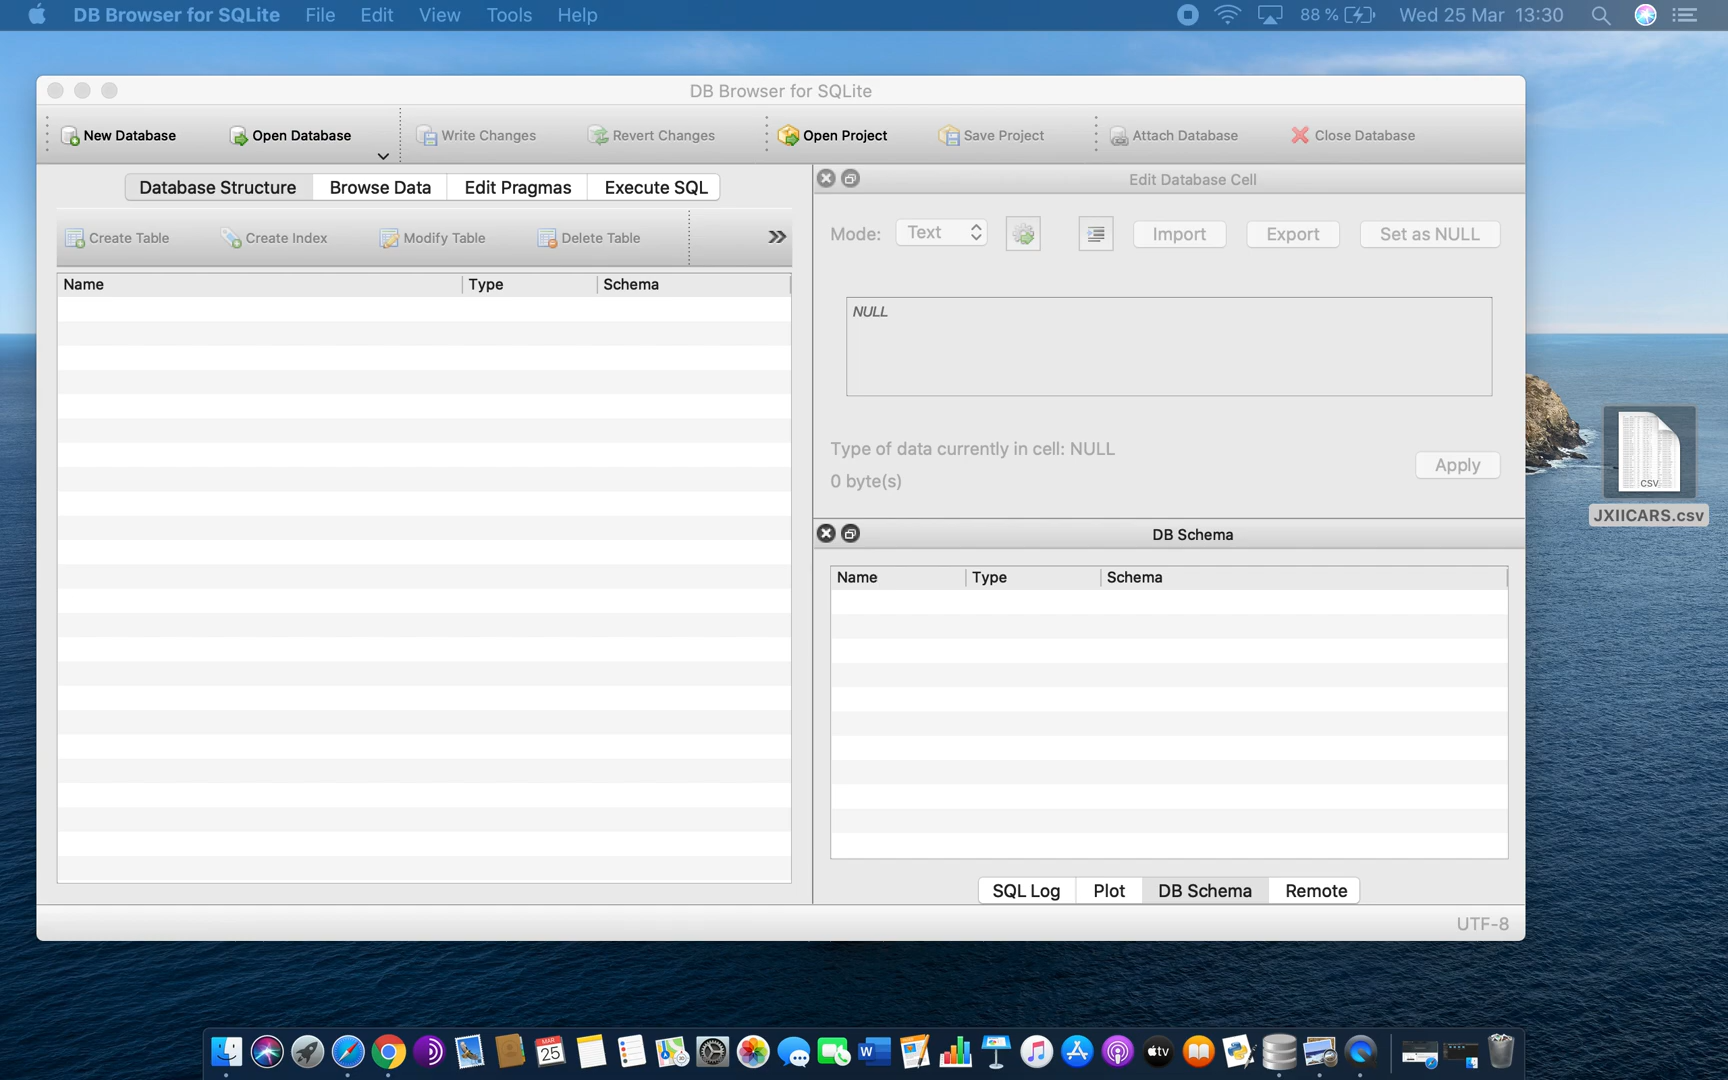 DB Browser for SQLite File Edit View Tools Help 88 % Wed 25 Mar 13:30
DB Browser for SQLite
New Database Open Database Write Changes Revert Changes Open Project Save Project Attach Database Close Database
Database Structure Browse Data Edit Pragmas Execute SQL
Create Table Create Index Modify Table Delete Table »
Name Type Schema
Edit Database Cell
Mode: Text Import Export Set as NULL
NULL
Type of data currently in cell: NULL
0 byte(s)
Apply
DB Schema
Name Type Schema
SQL Log Plot DB Schema Remote
UTF-8
CSV
JXIICARS.csv
MAR
25
W
tv